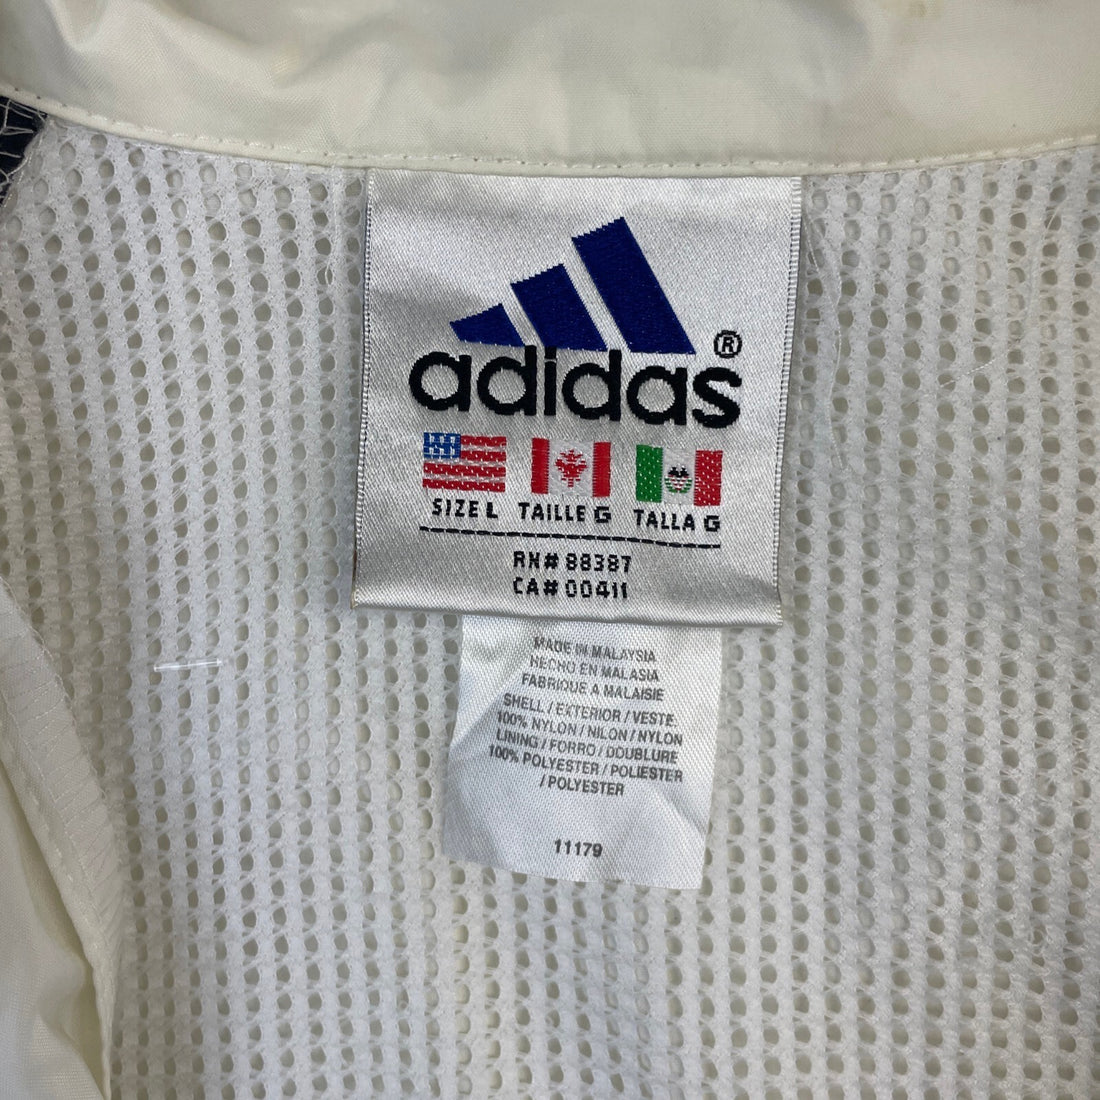 adidas ®
SIZE L TAILLE G TALLA G
RN# 88387
CA# 00411
MADE IN MALAYSIA
HECHO EN MALASIA
FABRIQUE A MALAISIE
SHELL / EXTERIOR / VESTE
100% NYLON / NILON / NYLON
LINING / FORRO / DOUBLURE
100% POLYESTER / POLIESTER
/ POLYESTER
11179